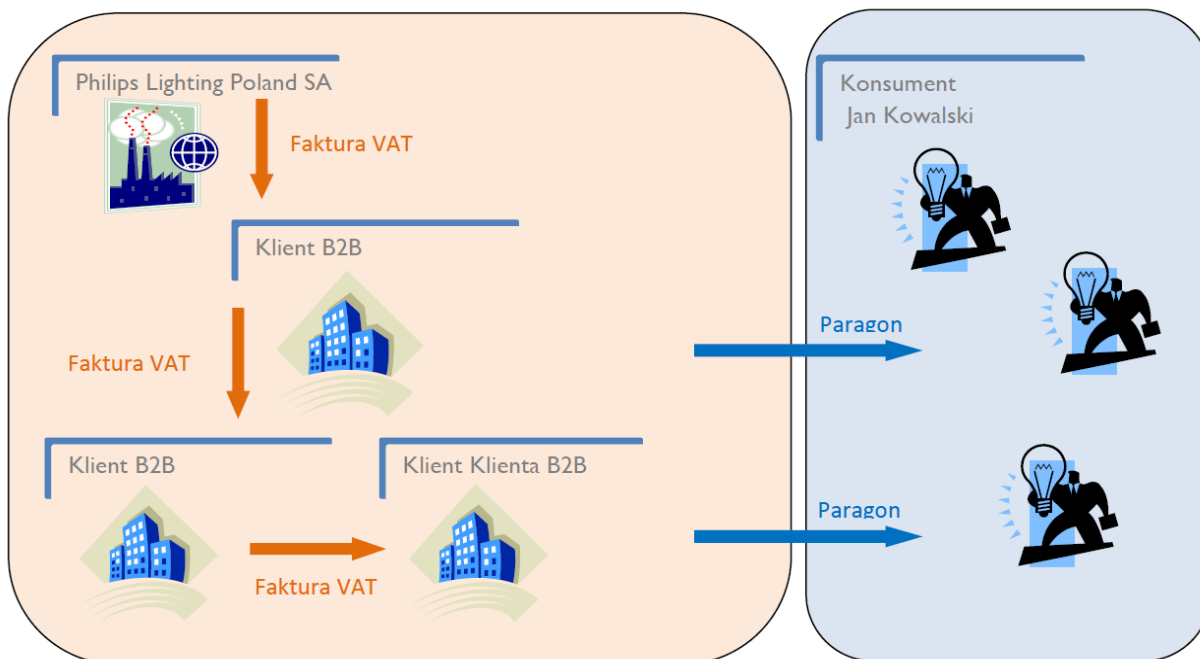 Philips Lighting Poland SA
Faktura VAT
Klient B2B
Faktura VAT
Klient B2B
Klient Klienta B2B
Faktura VAT
Konsument
Jan Kowalski
Paragon
Paragon